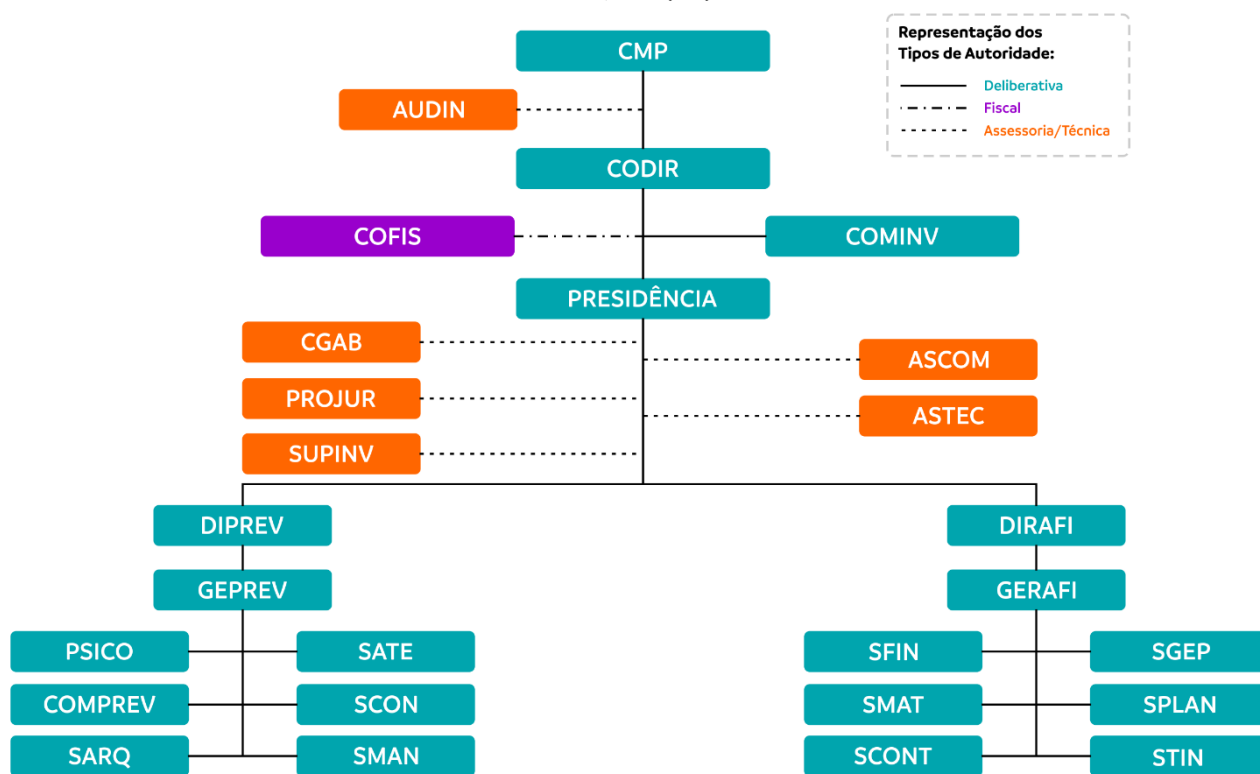 CMP
Representação dos
Tipos de Autoridade:
Deliberativa
Fiscal
Assessoria/Técnica
AUDIN
CODIR
COFIS
COMINV
PRESIDÊNCIA
CGAB
ASCOM
PROJUR
ASTEC
SUPINV
DIPREV
DIRAFI
GEPREV
GERAFI
PSICO
SATE
SFIN
SGEP
COMPREV
SCON
SMAT
SPLAN
SARQ
SMAN
SCONT
STIN